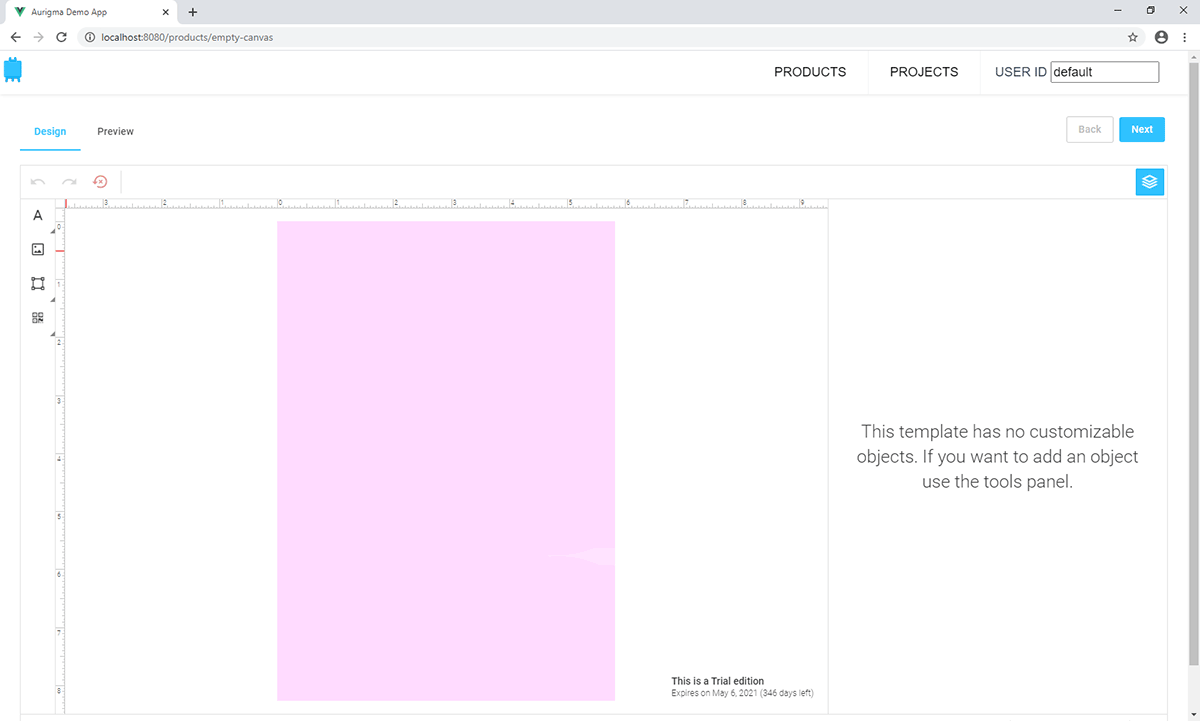 Aurigma Demo App
localhost:8080/products/empty-canvas
PRODUCTS PROJECTS USER ID default
Design Preview Back Next
3 2 1 0 1 2 3 4 5 6 7 8 9
A
0
1
2
3
4
5
6
7
8
This template has no customizable
objects. If you want to add an object
use the tools panel.
This is a Trial edition
Expires on May 6, 2021 (346 days left)